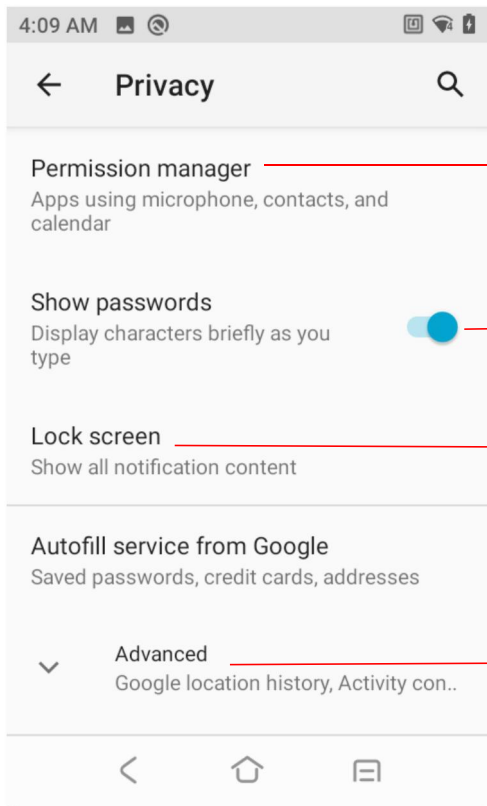 4:09 AM
Privacy
Permission manager
Apps using microphone, contacts, and
calendar
Show passwords
Display characters briefly as you
type
Lock screen
Show all notification content
Autofill service from Google
Saved passwords, credit cards, addresses
Advanced
Google location history, Activity con..